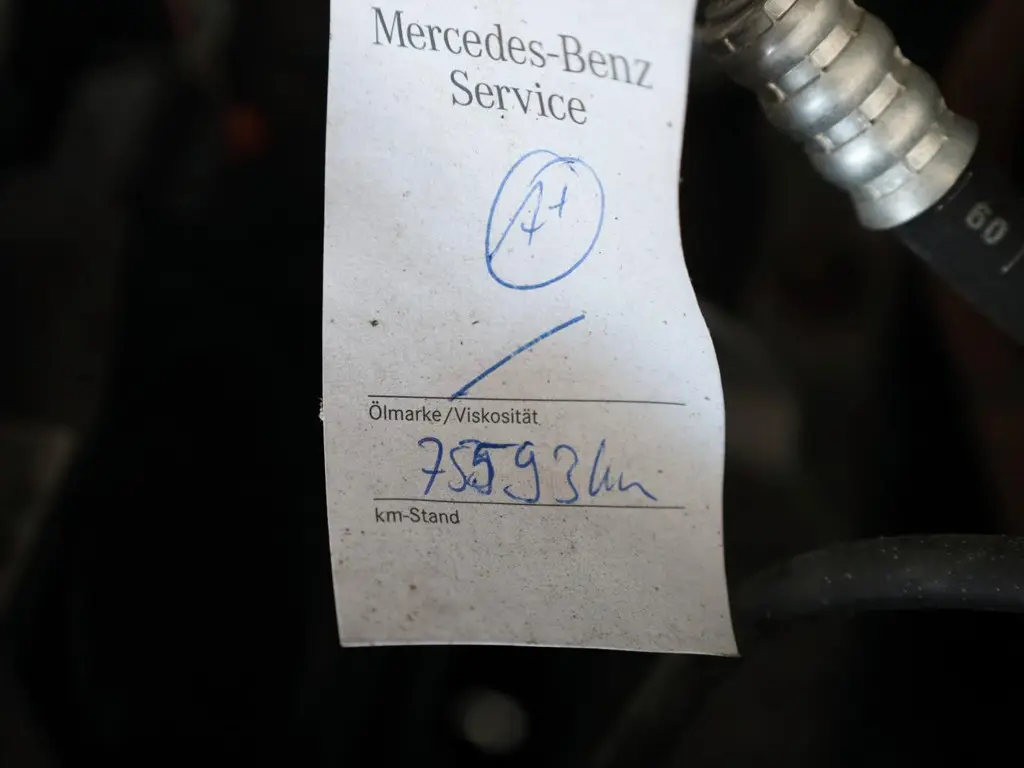 Mercedes-Benz
Service
A+
Ölmarke/Viskosität
75593km
km-Stand
60